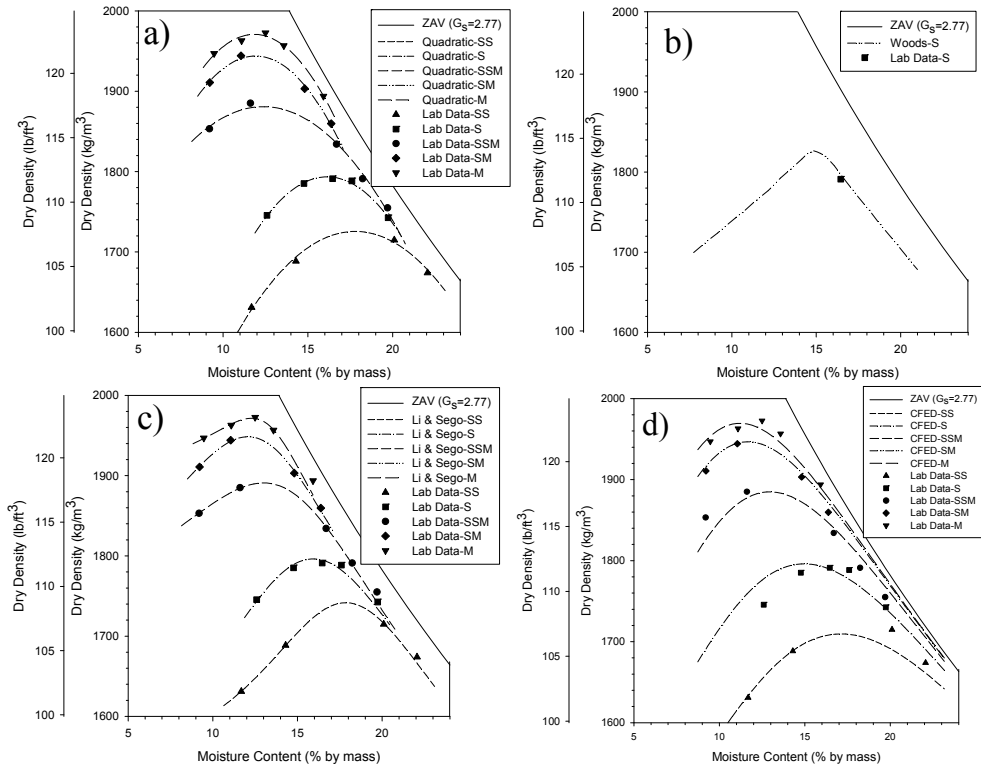 a)
ZAV (Gs=2.77)
Quadratic-SS
Quadratic-S
Quadratic-SSM
Quadratic-SM
Quadratic-M
Lab Data-SS
Lab Data-S
Lab Data-SSM
Lab Data-SM
Lab Data-M
Dry Density (lb/ft3)
120
115
110
105
100
Dry Density (kg/m3)
2000
1900
1800
1700
1600
5 10 15 20
Moisture Content (% by mass)
b)
ZAV (Gs=2.77)
Woods-S
Lab Data-S
Dry Density (lb/ft3)
120
115
110
105
100
Dry Density (kg/m3)
2000
1900
1800
1700
1600
5 10 15 20
Moisture Content (% by mass)
c)
ZAV (Gs=2.77)
Li & Sego-SS
Li & Sego-S
Li & Sego-SSM
Li & Sego-SM
Li & Sego-M
Lab Data-SS
Lab Data-S
Lab Data-SSM
Lab Data-SM
Lab Data-M
Dry Density (lb/ft3)
120
115
110
105
100
Dry Density (kg/m3)
2000
1900
1800
1700
1600
5 10 15 20
Moisture Content (% by mass)
d)
ZAV (Gs=2.77)
CFED-SS
CFED-S
CFED-SSM
CFED-SM
CFED-M
Lab Data-SS
Lab Data-S
Lab Data-SSM
Lab Data-SM
Lab Data-M
Dry Density (lb/ft3)
120
115
110
105
100
Dry Density (kg/m3)
2000
1900
1800
1700
1600
5 10 15 20
Moisture Content (% by mass)